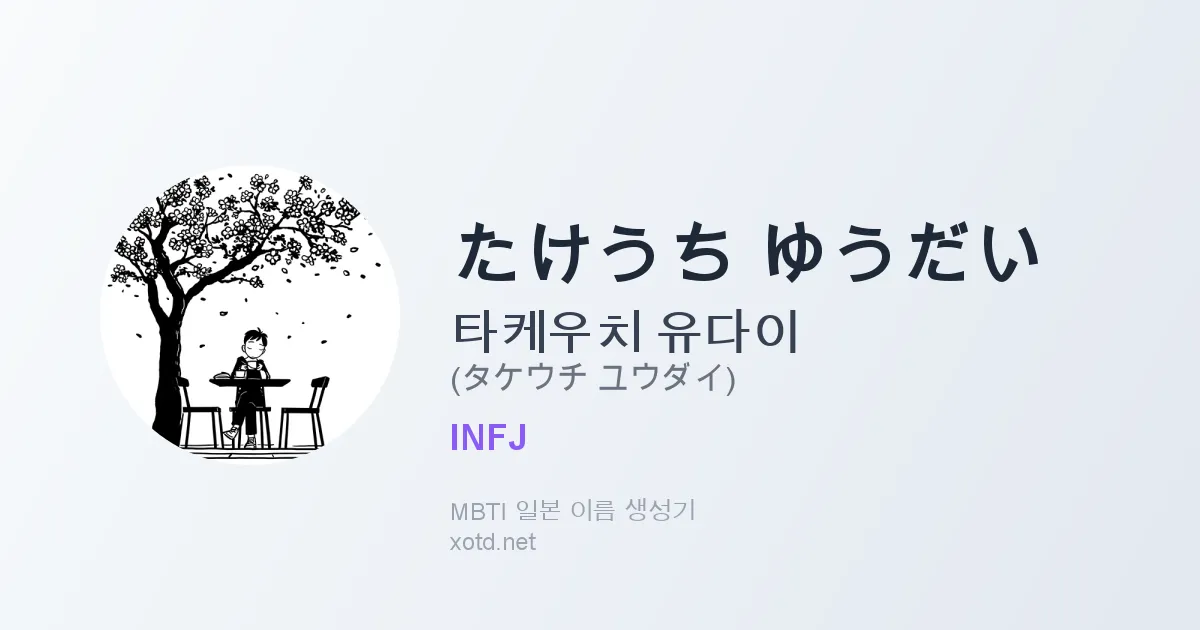 たけうち ゆうだい
타케우치 유다이
(タケウチ ユウダイ)
INFJ
MBTI 일본 이름 생성기
xotd.net